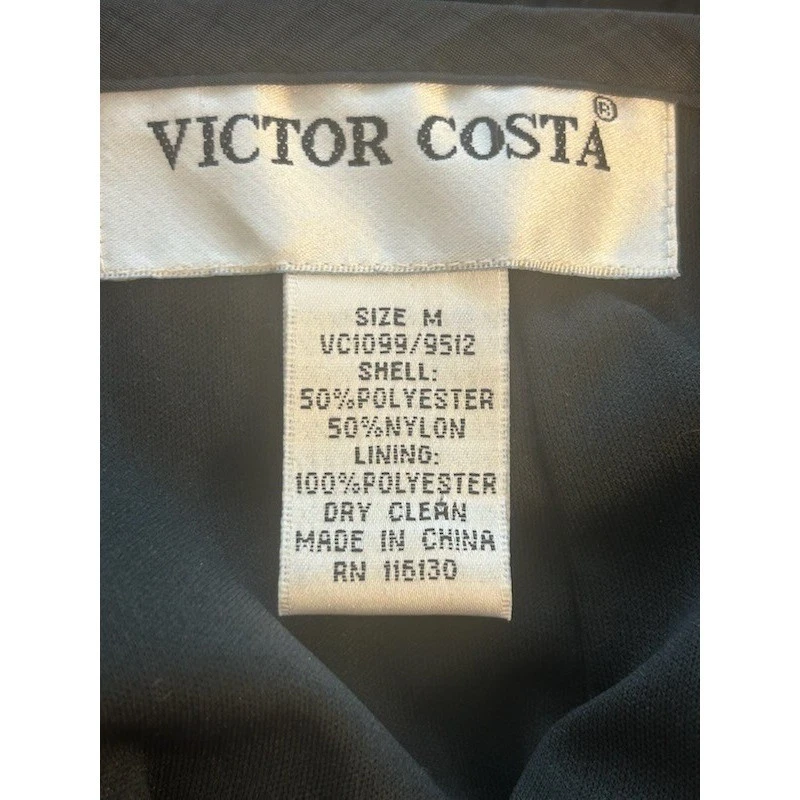 VICTOR COSTA®
SIZE M
VC1099/9512
SHELL:
50%POLYESTER
50%NYLON
LINING:
100%POLYESTER
DRY CLEAN
MADE IN CHINA
RN 116130